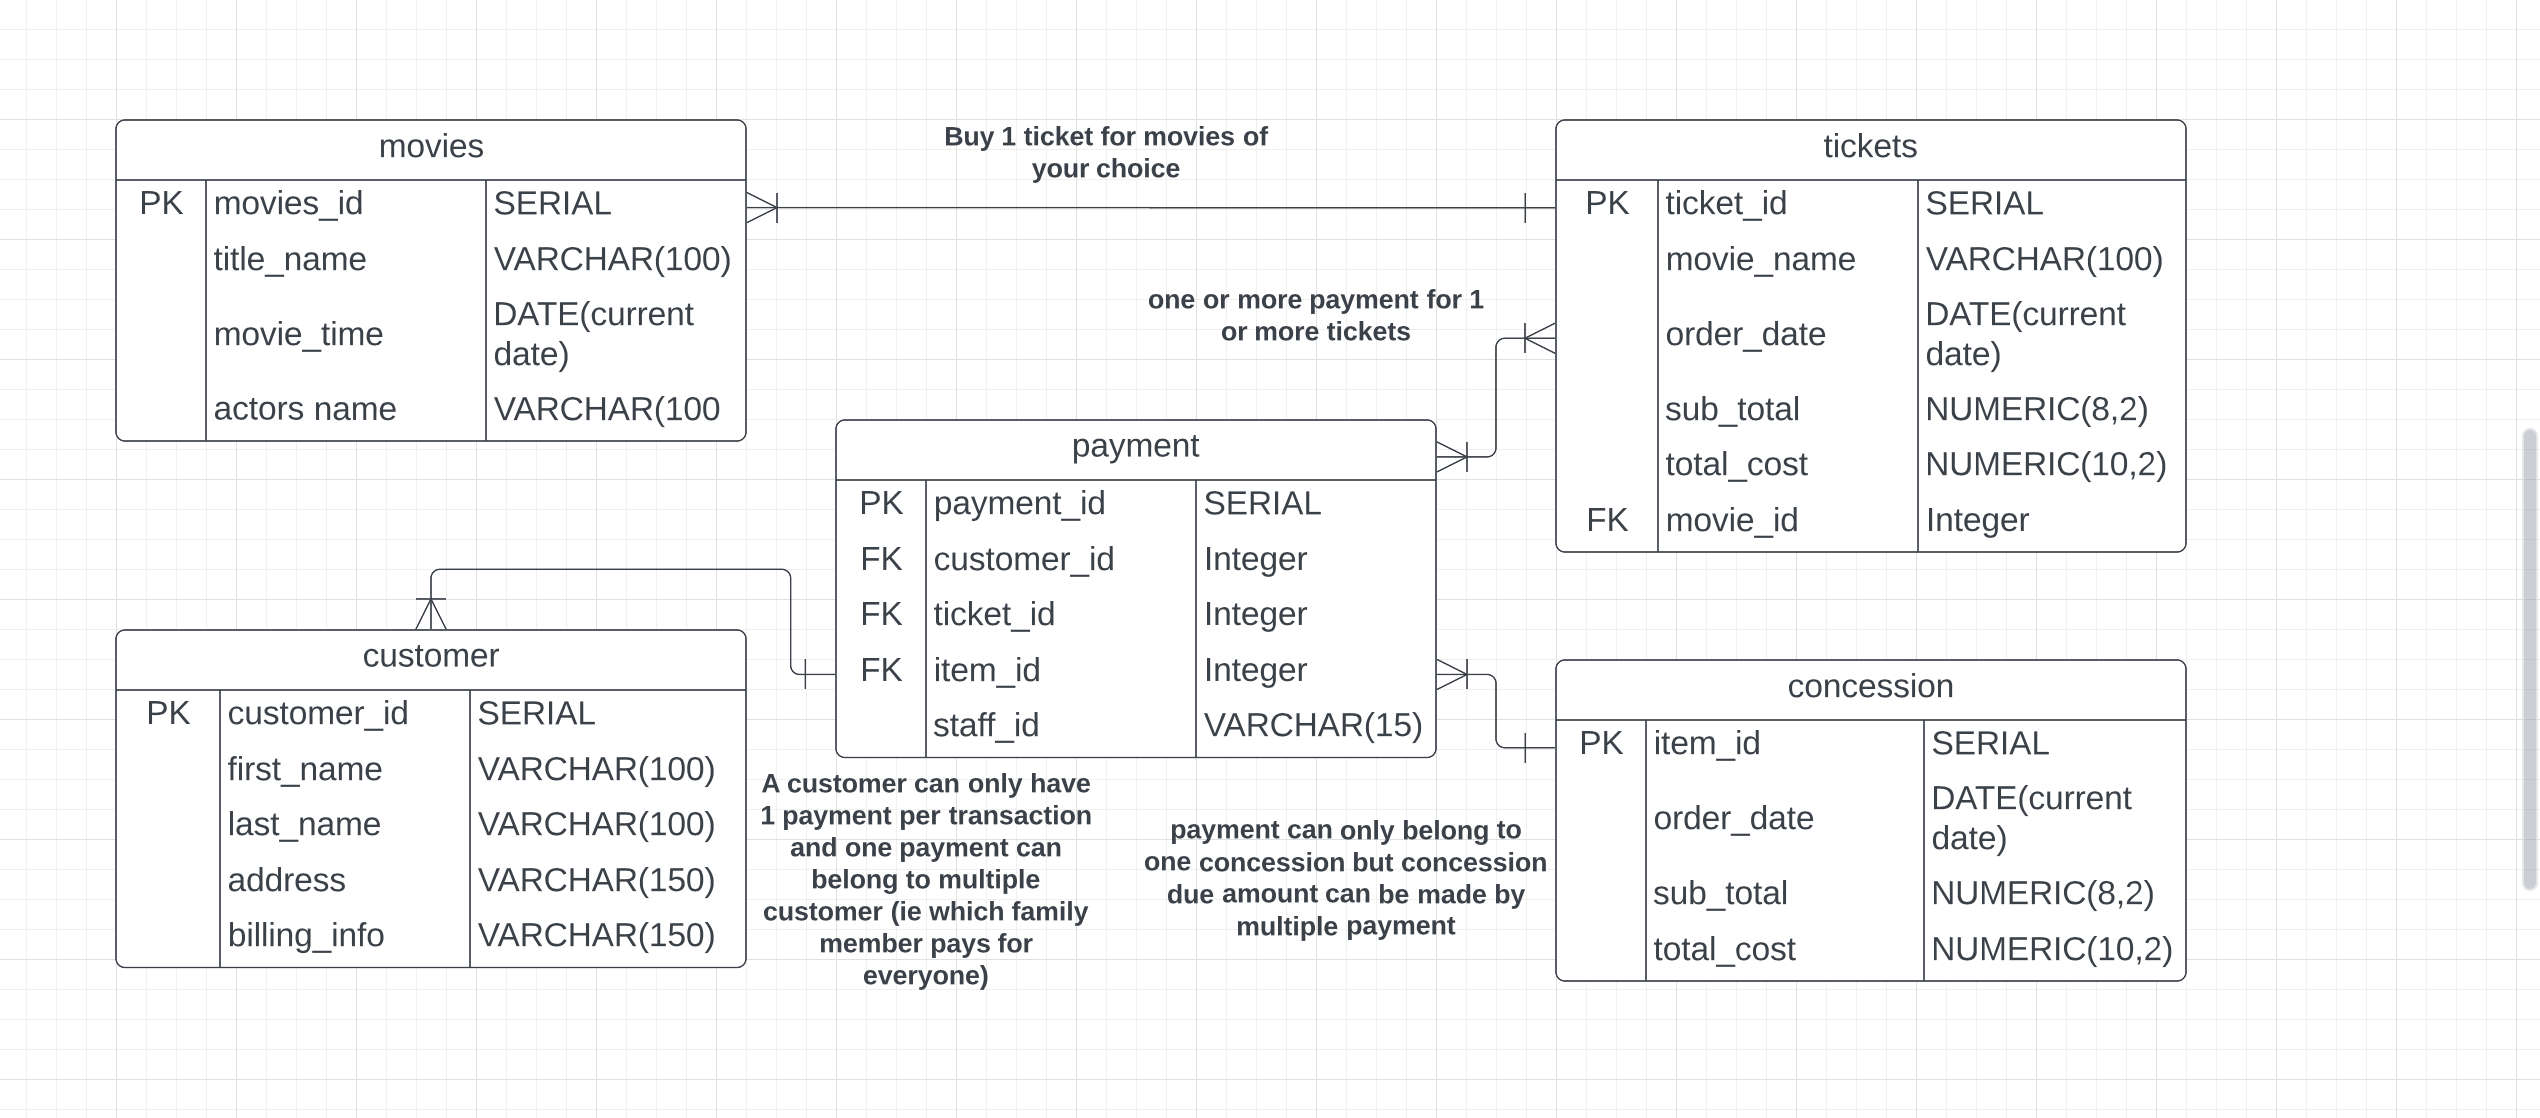 movies
PK movies_id SERIAL
title_name VARCHAR(100)
movie_time DATE(current
date)
actors name VARCHAR(100
Buy 1 ticket for movies of
your choice
tickets
PK ticket_id SERIAL
movie_name VARCHAR(100)
order_date DATE(current
date)
sub_total NUMERIC(8,2)
total_cost NUMERIC(10,2)
FK movie_id Integer
one or more payment for 1
or more tickets
payment
PK payment_id SERIAL
FK customer_id Integer
FK ticket_id Integer
FK item_id Integer
staff_id VARCHAR(15)
customer
PK customer_id SERIAL
first_name VARCHAR(100)
last_name VARCHAR(100)
address VARCHAR(150)
billing_info VARCHAR(150)
A customer can only have
1 payment per transaction
and one payment can
belong to multiple
customer (ie which family
member pays for
everyone)
payment can only belong to
one concession but concession
due amount can be made by
multiple payment
concession
PK item_id SERIAL
order_date DATE(current
date)
sub_total NUMERIC(8,2)
total_cost NUMERIC(10,2)